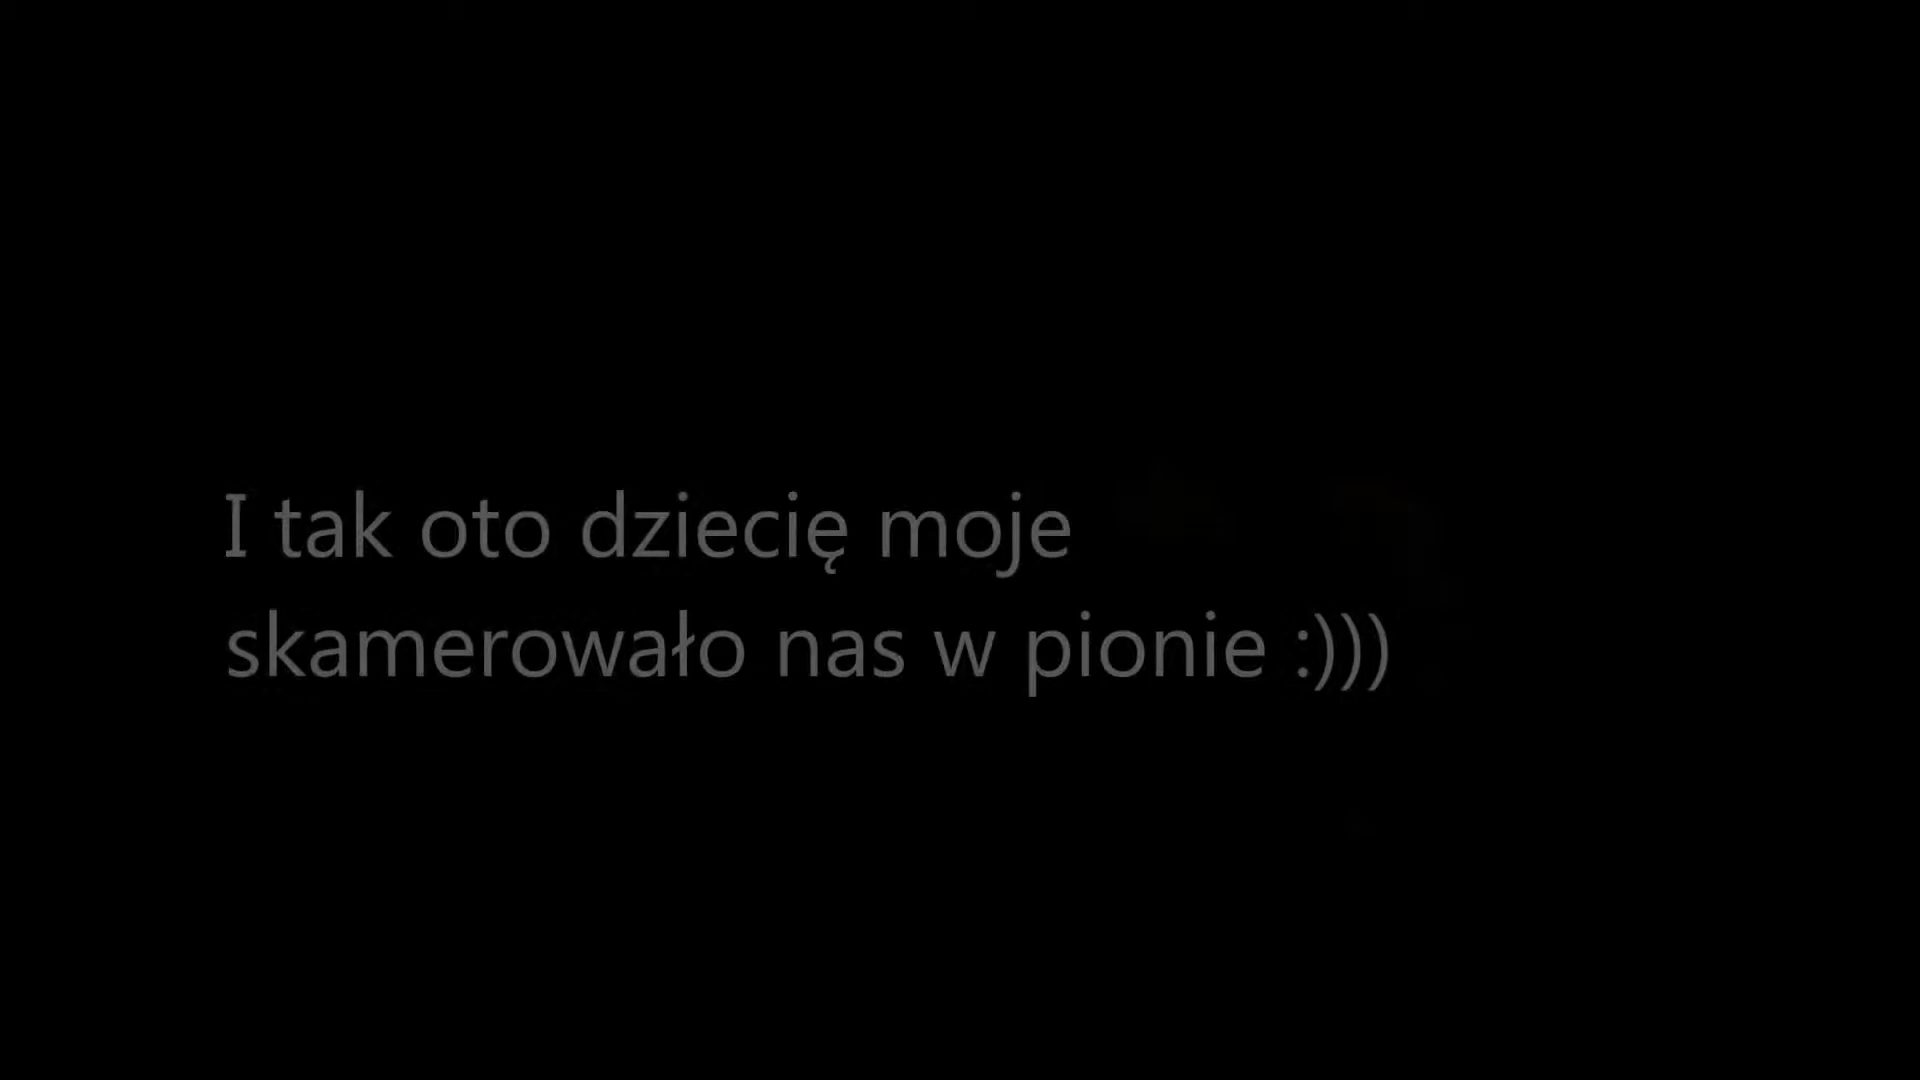 I tak oto dziecię moje
skamerowało nas w pionie :)))